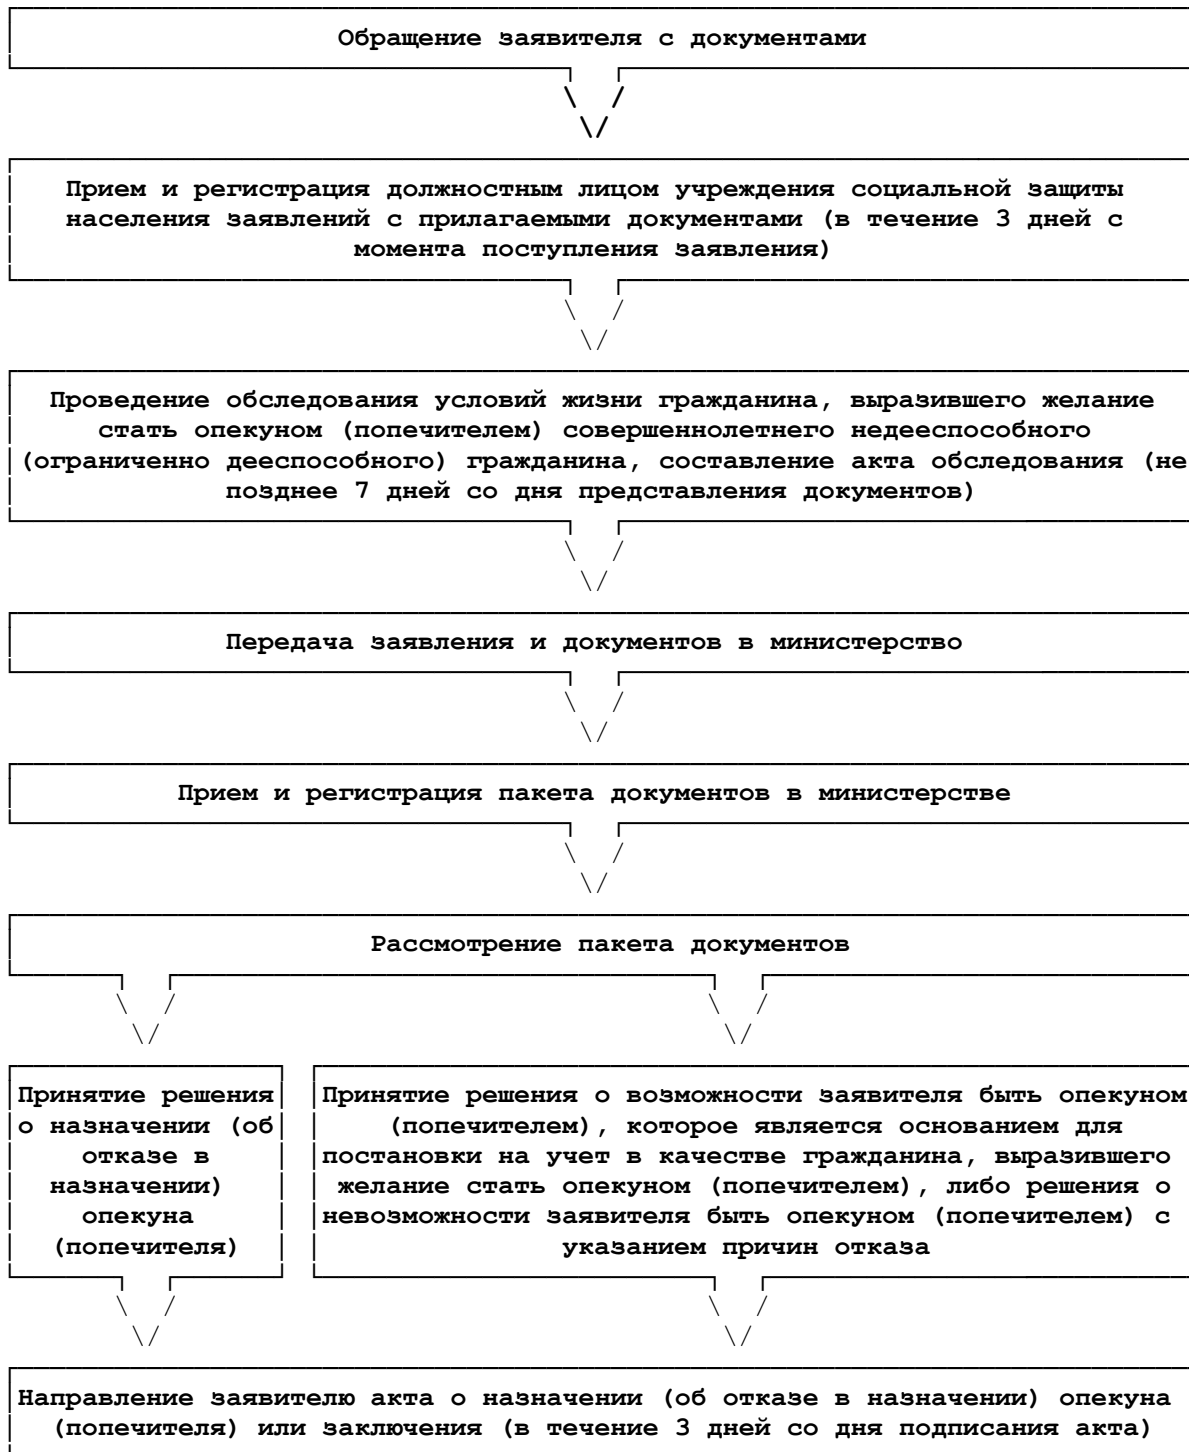 Обращение заявителя с документами
Прием и регистрация должностным лицом учреждения социальной защиты
населения заявлений с прилагаемыми документами (в течение 3 дней с
момента поступления заявления)
Проведение обследования условий жизни гражданина, выразившего желание
стать опекуном (попечителем) совершеннолетнего недееспособного
(ограниченно дееспособного) гражданина, составление акта обследования (не
позднее 7 дней со дня представления документов)
Передача заявления и документов в министерство
Прием и регистрация пакета документов в министерстве
Рассмотрение пакета документов
Принятие решения
о назначении (об
отказе в
назначении)
опекуна
(попечителя)
Принятие решения о возможности заявителя быть опекуном
(попечителем), которое является основанием для
постановки на учет в качестве гражданина, выразившего
желание стать опекуном (попечителем), либо решения о
невозможности заявителя быть опекуном (попечителем) с
указанием причин отказа
Направление заявителю акта о назначении (об отказе в назначении) опекуна
(попечителя) или заключения (в течение 3 дней со дня подписания акта)